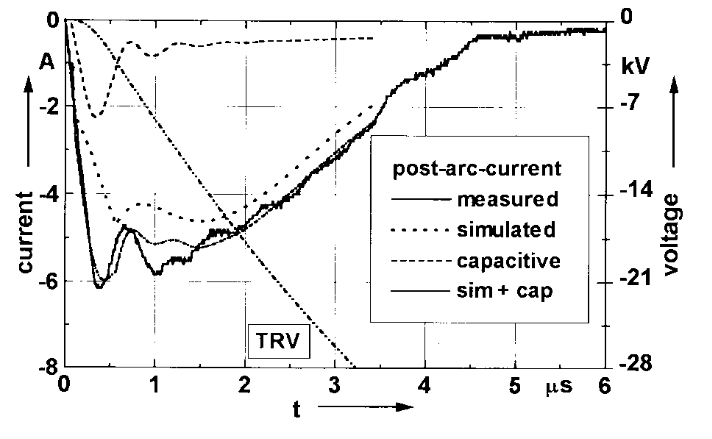 0
A
-2
-4
-6
-8
current
0
kV
-7
-14
-21
-28
voltage
post-arc-current
measured
simulated
capacitive
sim + cap
TRV
0 1 2 3 4 5 µs 6
t